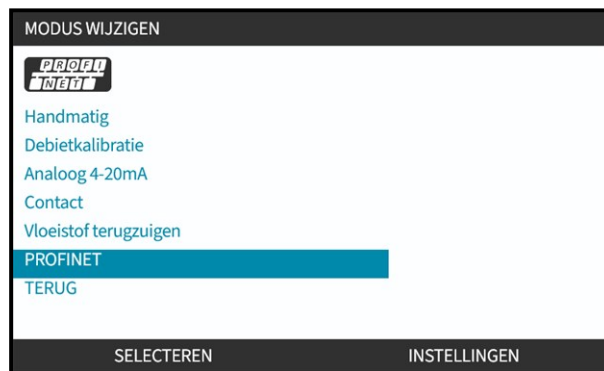 MODUS WIJZIGEN
PROFI
NET
Handmatig
Debietkalibratie
Analoog 4-20mA
Contact
Vloeistof terugzuigen
PROFINET
TERUG
SELECTEREN INSTELLINGEN